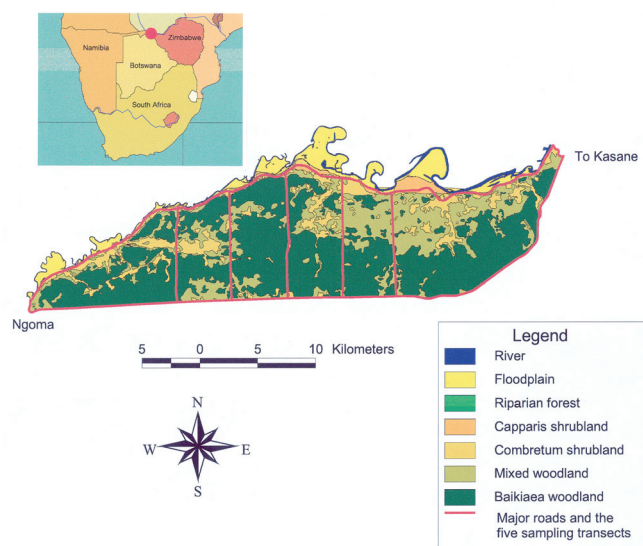 Namibia
Zimbabwe
Botswana
South Africa
To Kasane
Ngoma
5 0 5 10 Kilometers
N
W E
S
Legend
River
Floodplain
Riparian forest
Capparis shrubland
Combretum shrubland
Mixed woodland
Baikiaea woodland
Major roads and the
five sampling transects